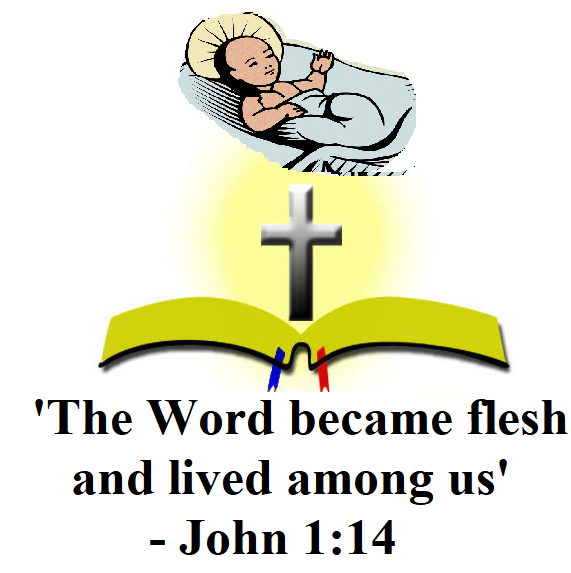 'The Word became flesh
and lived among us'
- John 1:14